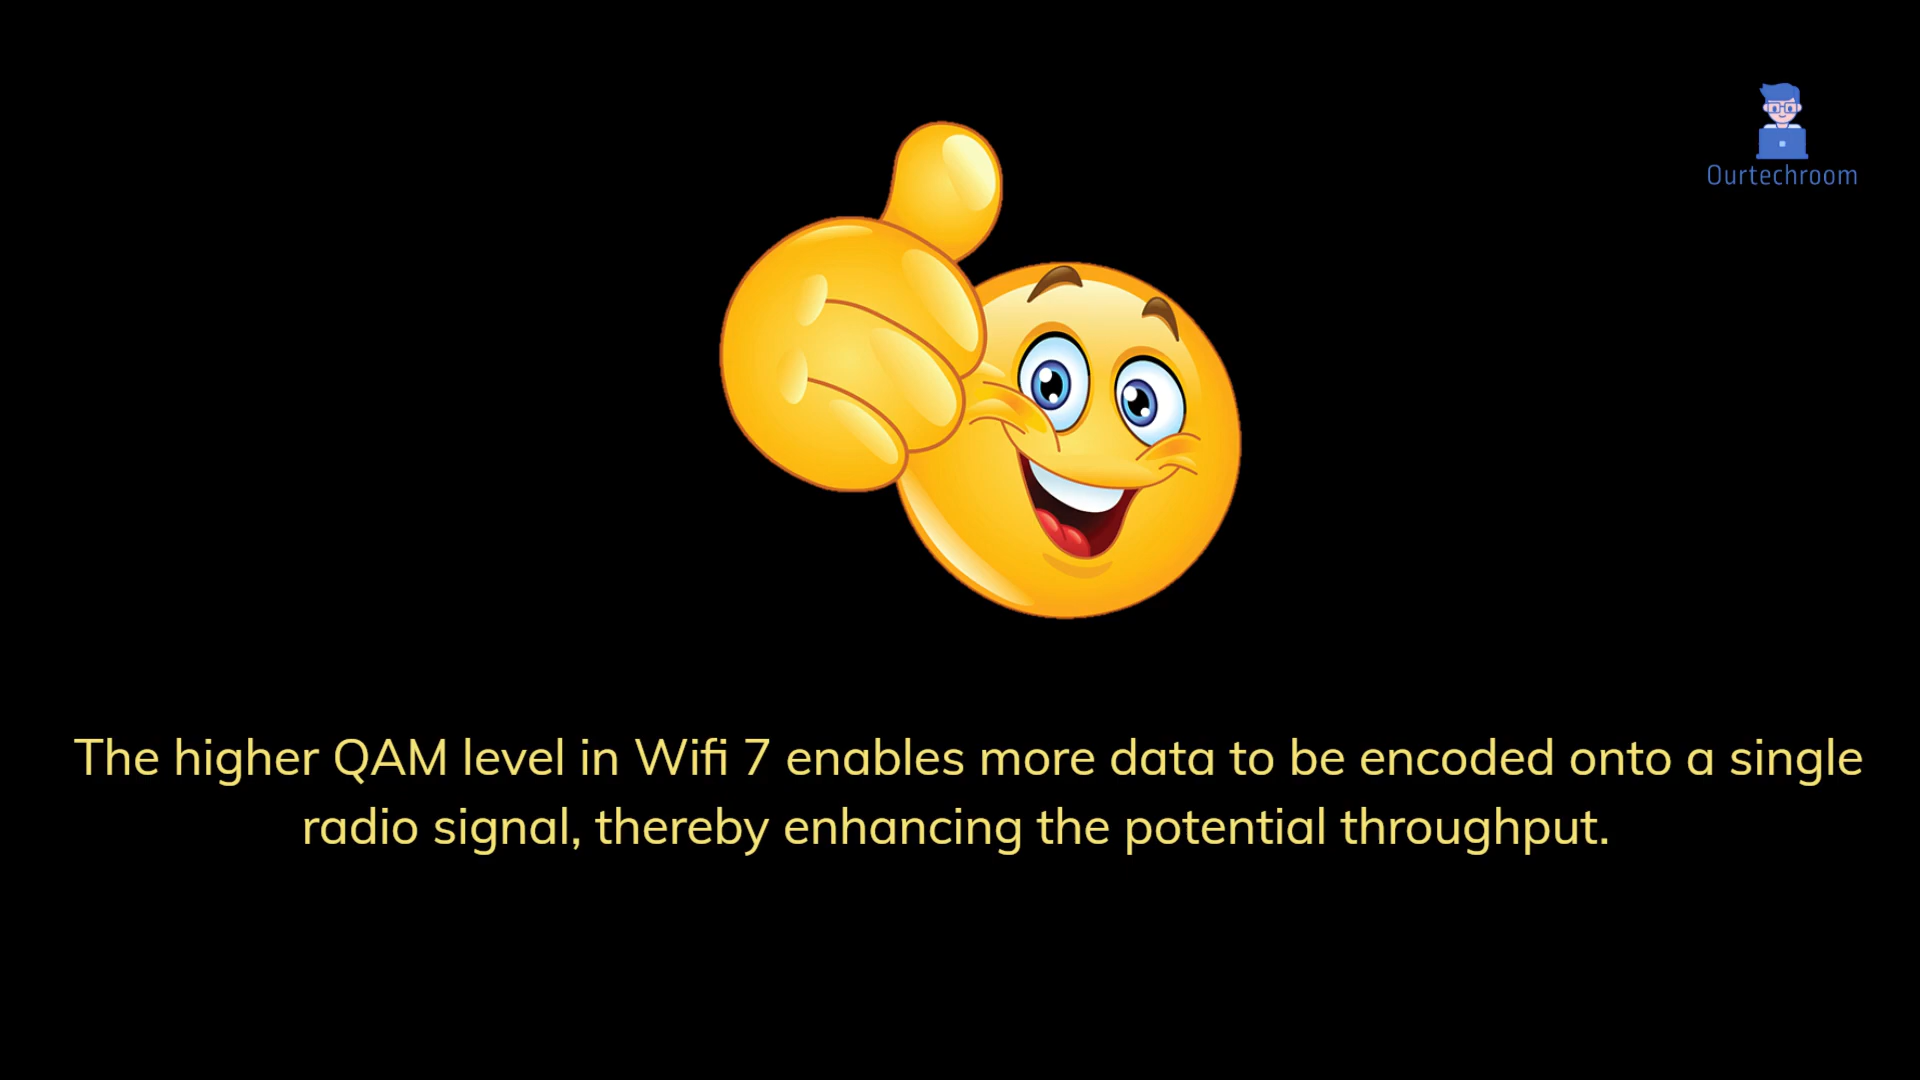 Ourtechroom
The higher QAM level in Wifi 7 enables more data to be encoded onto a single
radio signal, thereby enhancing the potential throughput.